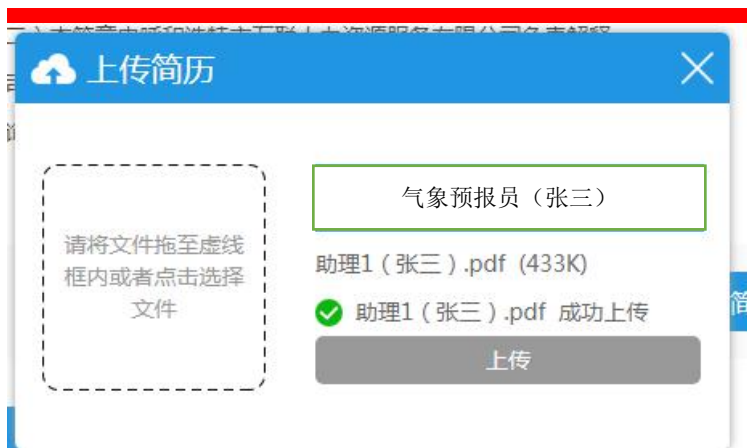 上传简历
气象预报员（张三）
请将文件拖至虚线
框内或者点击选择
文件
助理1（张三）.pdf (433K)
助理1（张三）.pdf 成功上传
上传
简